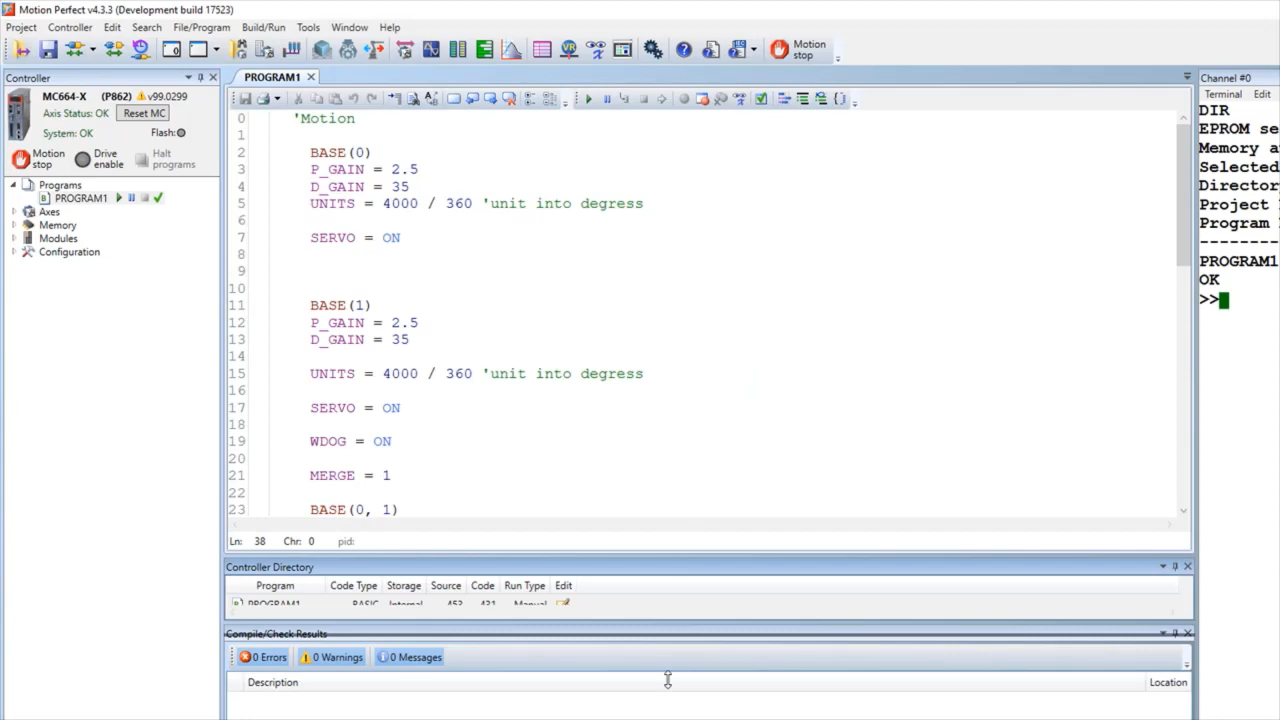 Motion Perfect v4.3.3 (Development build 17523)
Project Controller Edit Search File/Program Build/Run Tools Window Help
Motion stop
Controller
MC664-X (P862) v99.0299
Axis Status: OK Reset MC
System: OK Flash:
Motion stop Drive enable Halt programs
Programs
PROGRAM1
Axes
Memory
Modules
Configuration
PROGRAM1
0 'Motion
1
2 BASE(0)
3 P_GAIN = 2.5
4 D_GAIN = 35
5 UNITS = 4000 / 360 'unit into degress
6
7 SERVO = ON
8
9
10
11 BASE(1)
12 P_GAIN = 2.5
13 D_GAIN = 35
14
15 UNITS = 4000 / 360 'unit into degress
16
17 SERVO = ON
18
19 WDOG = ON
20
21 MERGE = 1
22
23 BASE(0, 1)
Ln: 38 Chr: 0 pid:
Controller Directory
Program Code Type Storage Source Code Run Type Edit
PROGRAM1 BASIC Internal 453 431 Manual
Compile/Check Results
0 Errors 0 Warnings 0 Messages
Description Location
Channel #0
Terminal Edit
DIR
EPROM se
Memory a
Selected
Director
Project
Program
--------
PROGRAM1
OK
>>